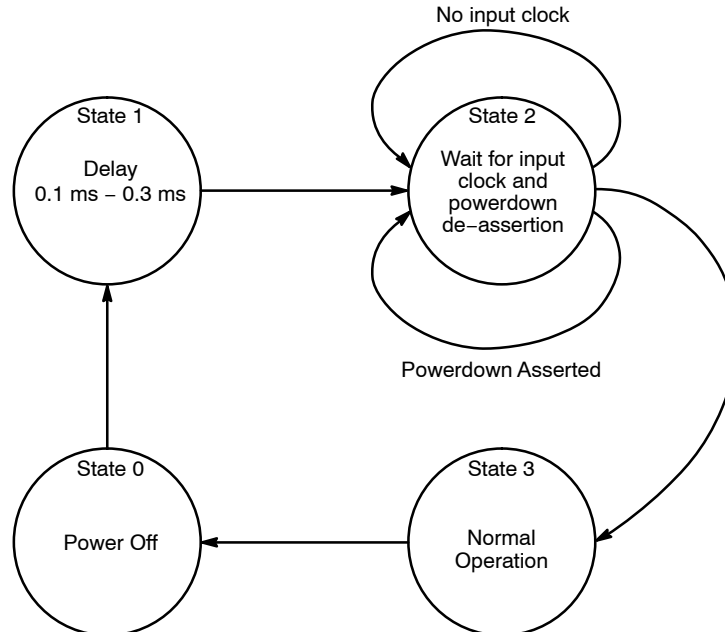 No input clock
State 1
Delay
0.1 ms − 0.3 ms
State 2
Wait for input
clock and
powerdown
de−assertion
Powerdown Asserted
State 0
Power Off
State 3
Normal
Operation